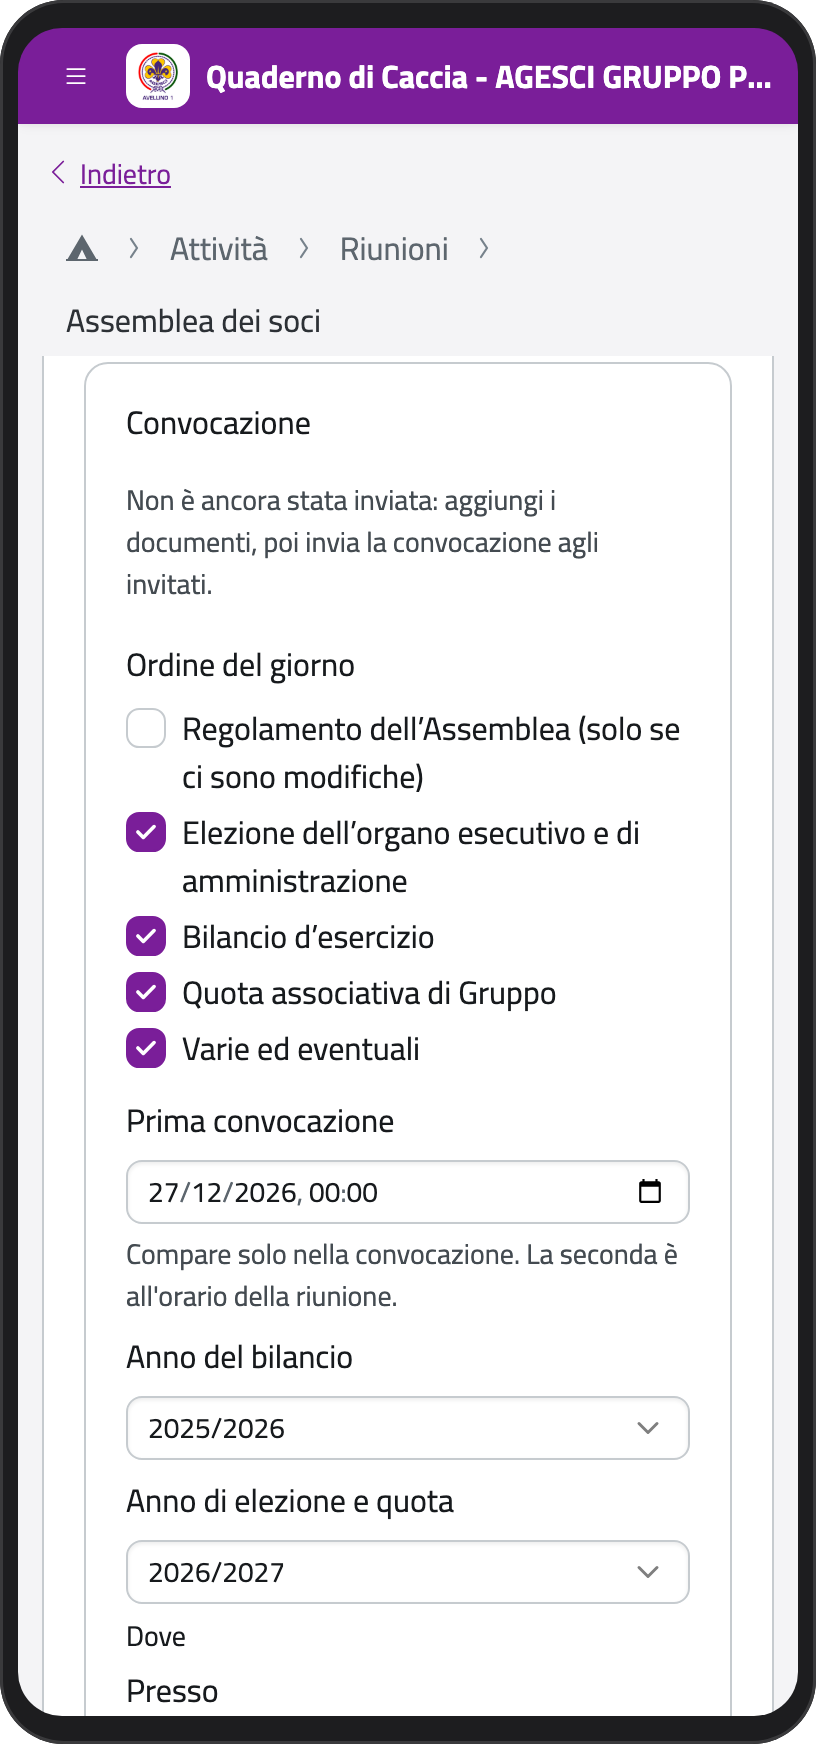 AVELLINO 1
Quaderno di Caccia - AGESCI GRUPPO P...
Indietro
Attività
Riunioni
Assemblea dei soci
Convocazione
Non è ancora stata inviata: aggiungi i
documenti, poi invia la convocazione agli
invitati.
Ordine del giorno
Regolamento dell’Assemblea (solo se
ci sono modifiche)
Elezione dell’organo esecutivo e di
amministrazione
Bilancio d’esercizio
Quota associativa di Gruppo
Varie ed eventuali
Prima convocazione
27/12/2026, 00:00
Compare solo nella convocazione. La seconda è
all'orario della riunione.
Anno del bilancio
2025/2026
Anno di elezione e quota
2026/2027
Dove
Presso